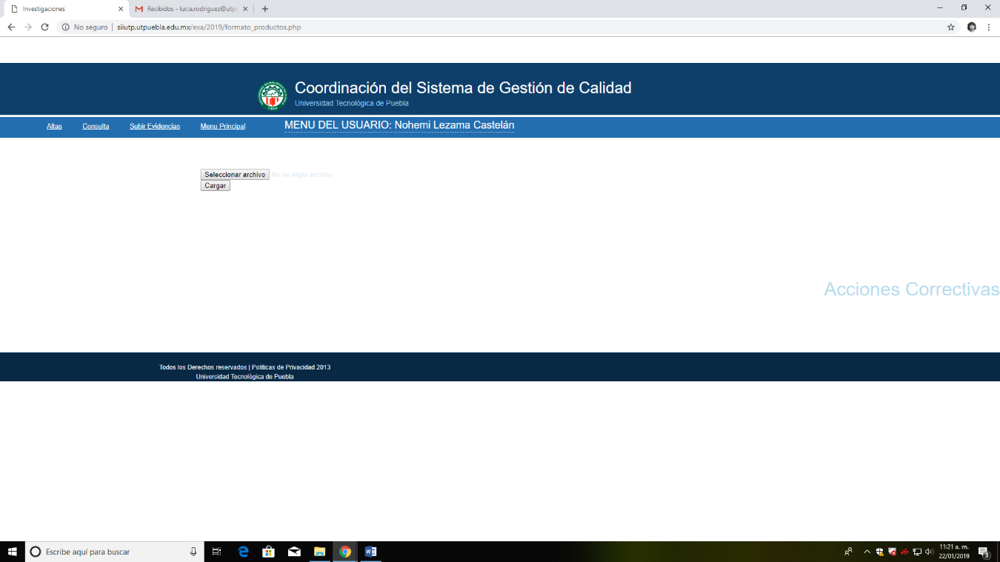 Investigaciones
Recibidos - lucia.rodriguez@utp
No seguro | siiutp.utpuebla.edu.mx/exa/2019/formato_productos.php
Coordinación del Sistema de Gestión de Calidad
Universidad Tecnológica de Puebla
Altas Consulta Subir Evidencias Menu Principal MENU DEL USUARIO: Nohemi Lezama Castelán
Seleccionar archivo No se eligió archivo
Cargar
Acciones Correctivas
Todos los Derechos reservados | Políticas de Privacidad 2013
Universidad Tecnológica de Puebla
Escribe aquí para buscar
11:21 a. m.
22/01/2019
3